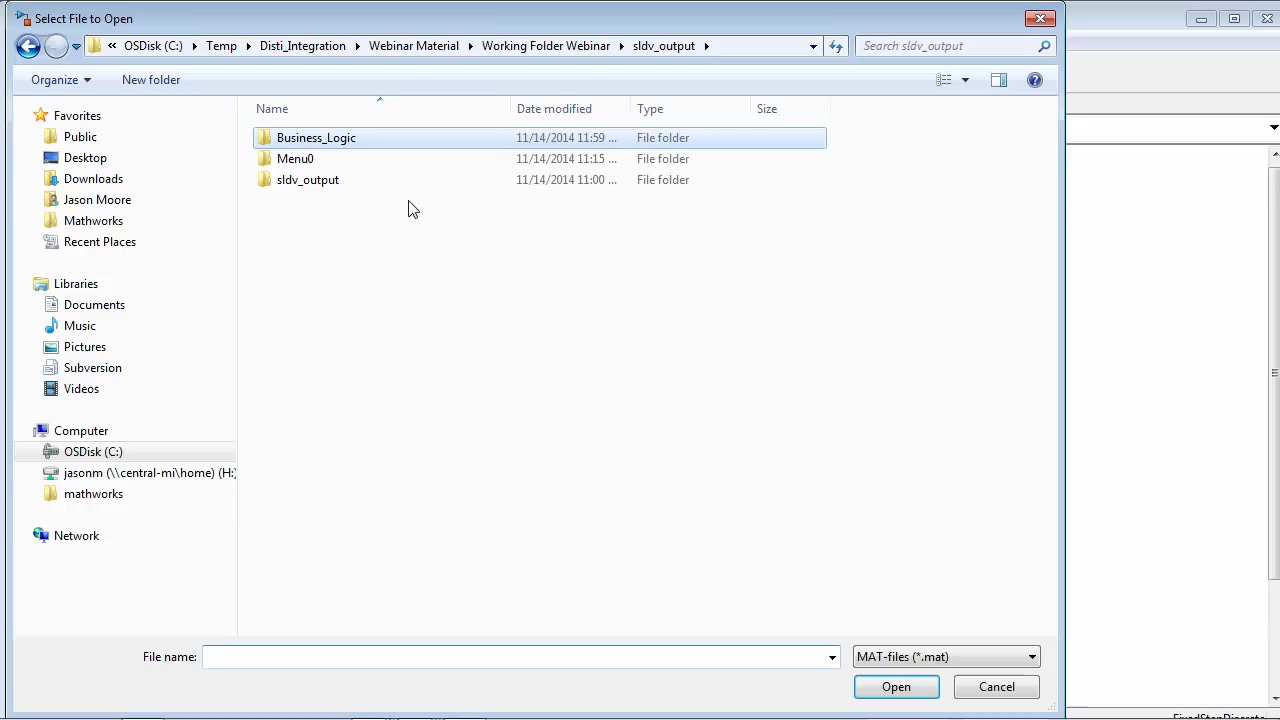 Select File to Open
« OSDisk (C:) Temp Disti_Integration Webinar Material Working Folder Webinar sldv_output
Search sldv_output
Organize New folder
Name Date modified Type Size
Favorites
Public
Desktop
Downloads
Jason Moore
Mathworks
Recent Places
Libraries
Documents
Music
Pictures
Subversion
Videos
Computer
OSDisk (C:)
jasonm (\\central-mi\home) (H:)
mathworks
Network
Business_Logic 11/14/2014 11:59 ... File folder
Menu0 11/14/2014 11:15 ... File folder
sldv_output 11/14/2014 11:00 ... File folder
File name: MAT-files (*.mat)
Open Cancel
FixedStepDiscrete